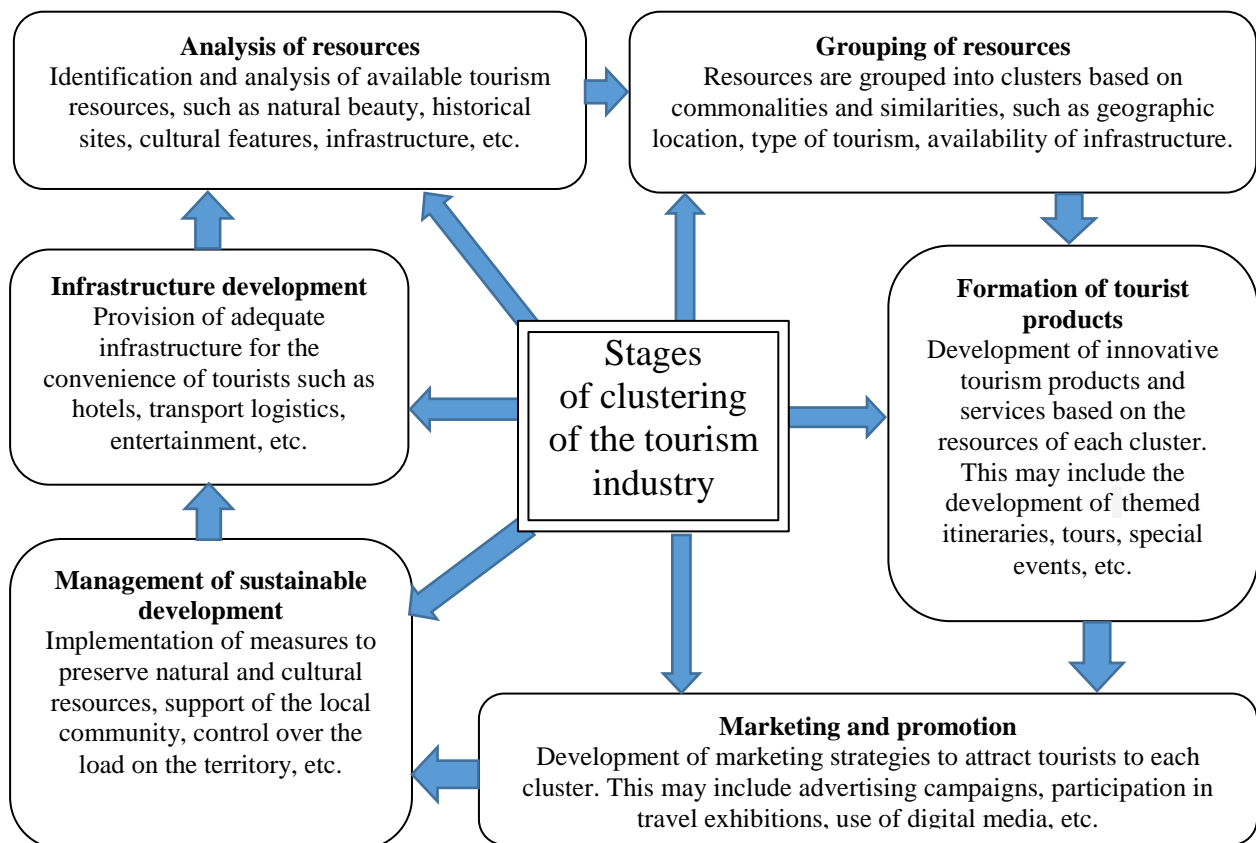 Analysis of resources
Identification and analysis of available tourism
resources, such as natural beauty, historical
sites, cultural features, infrastructure, etc.
Grouping of resources
Resources are grouped into clusters based on
commonalities and similarities, such as geographic
location, type of tourism, availability of infrastructure.
Infrastructure development
Provision of adequate
infrastructure for the
convenience of tourists such as
hotels, transport logistics,
entertainment, etc.
Stages
of clustering
of the tourism
industry
Formation of tourist
products
Development of innovative
tourism products and
services based on the
resources of each cluster.
This may include the
development of themed
itineraries, tours, special
events, etc.
Management of sustainable
development
Implementation of measures to
preserve natural and cultural
resources, support of the local
community, control over the
load on the territory, etc.
Marketing and promotion
Development of marketing strategies to attract tourists to each
cluster. This may include advertising campaigns, participation in
travel exhibitions, use of digital media, etc.